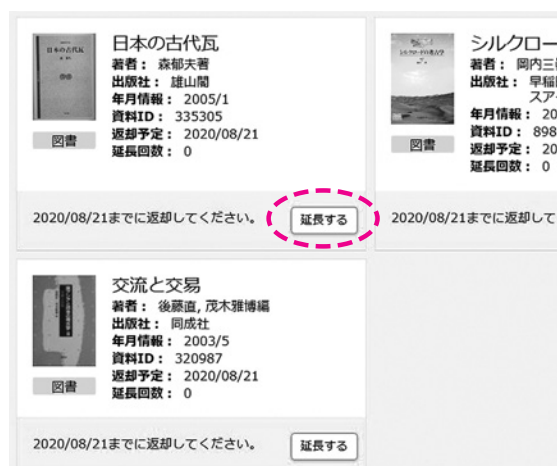 日本の古代瓦
著者： 森郁夫著
出版社： 雄山閣
年月情報： 2005/1
資料ID： 335305
返却予定： 2020/08/21
延長回数： 0
図書
2020/08/21までに返却してください。
延長する
シルクロー
著者： 岡内三
出版社： 早稲
スア
年月情報： 20
資料ID： 898
返却予定： 20
延長回数： 0
図書
2020/08/21までに返却して
交流と交易
著者： 後藤直, 茂木雅博編
出版社： 同成社
年月情報： 2003/5
資料ID： 320987
返却予定： 2020/08/21
延長回数： 0
図書
2020/08/21までに返却してください。
延長する